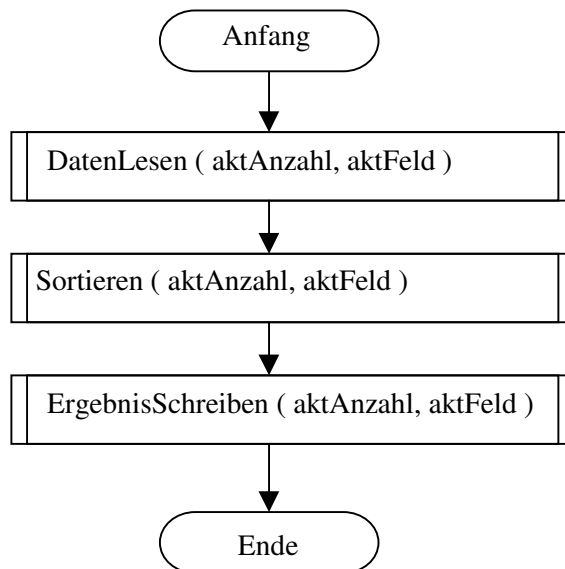 Anfang
DatenLesen ( aktAnzahl, aktFeld )
Sortieren ( aktAnzahl, aktFeld )
ErgebnisSchreiben ( aktAnzahl, aktFeld )
Ende